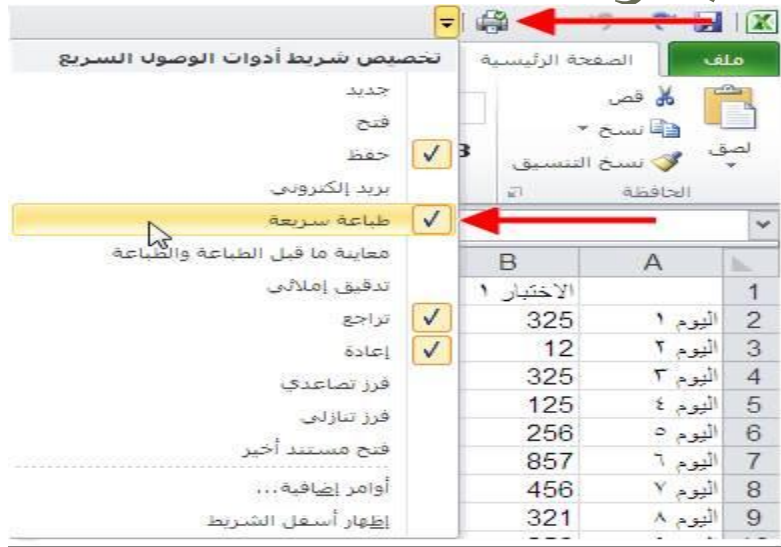 تخصيص شريط أدوات الوصول السريع
جديد
فتح
حفظ
بريد إلكتروني
طباعة سريعة
معاينة ما قبل الطباعة والطباعة
تدقيق إملائي
تراجع
إعادة
فرز تصاعدي
فرز تنازلي
فتح مستند أخير
أوامر إضافية...
إظهار أسفل الشريط
ملف الصفحة الرئيسية
قص
نسخ
نسخ التنسيق
لصق
الحافظة
A B
1 الاختبار ١
2 اليوم ١ 325
3 اليوم ٢ 12
4 اليوم ٣ 325
5 اليوم ٤ 125
6 اليوم ٥ 256
7 اليوم ٦ 857
8 اليوم ٧ 456
9 اليوم ٨ 321